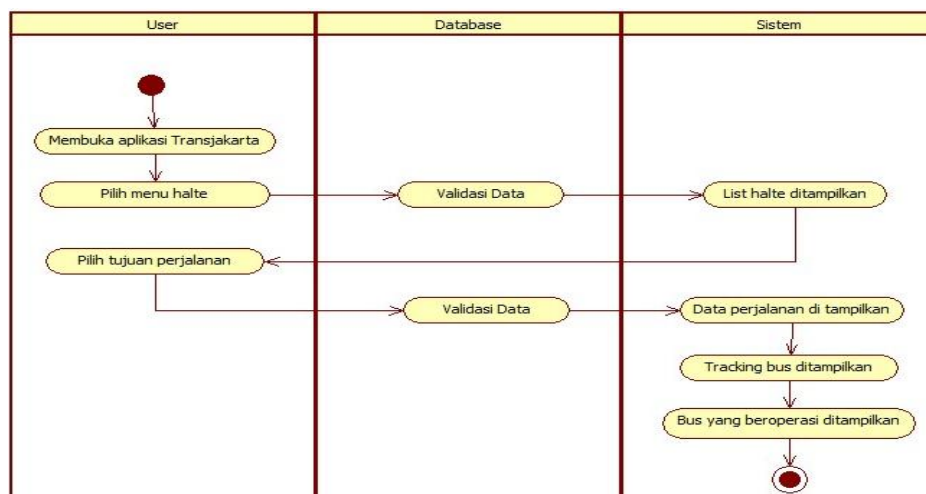 User
Database
Sistem
Membuka aplikasi Transjakarta
Pilih menu halte
Validasi Data
List halte ditampilkan
Pilih tujuan perjalanan
Validasi Data
Data perjalanan di tampilkan
Tracking bus ditampilkan
Bus yang beroperasi ditampilkan